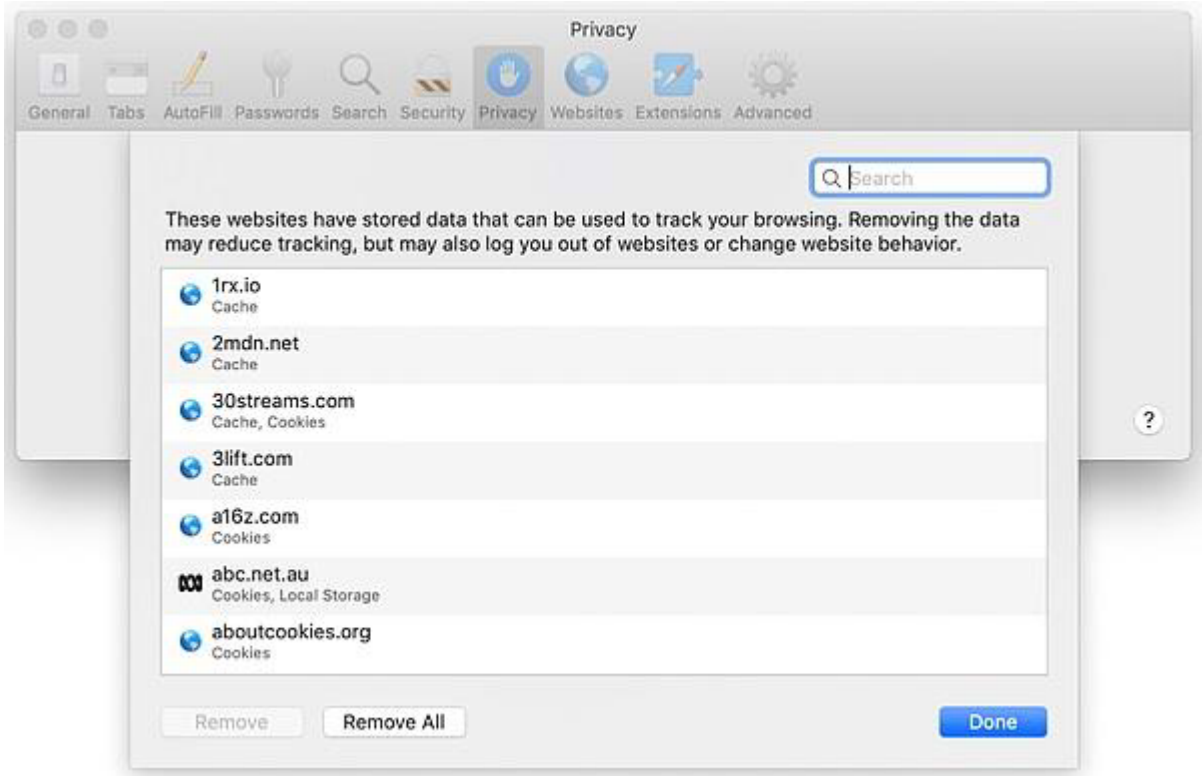 Privacy
General Tabs AutoFill Passwords Search Security Privacy Websites Extensions Advanced
Search
These websites have stored data that can be used to track your browsing. Removing the data
may reduce tracking, but may also log you out of websites or change website behavior.
1rx.io
Cache
2mdn.net
Cache
30streams.com
Cache, Cookies
3lift.com
Cache
a16z.com
Cookies
abc.net.au
Cookies, Local Storage
aboutcookies.org
Cookies
?
Remove Remove All Done